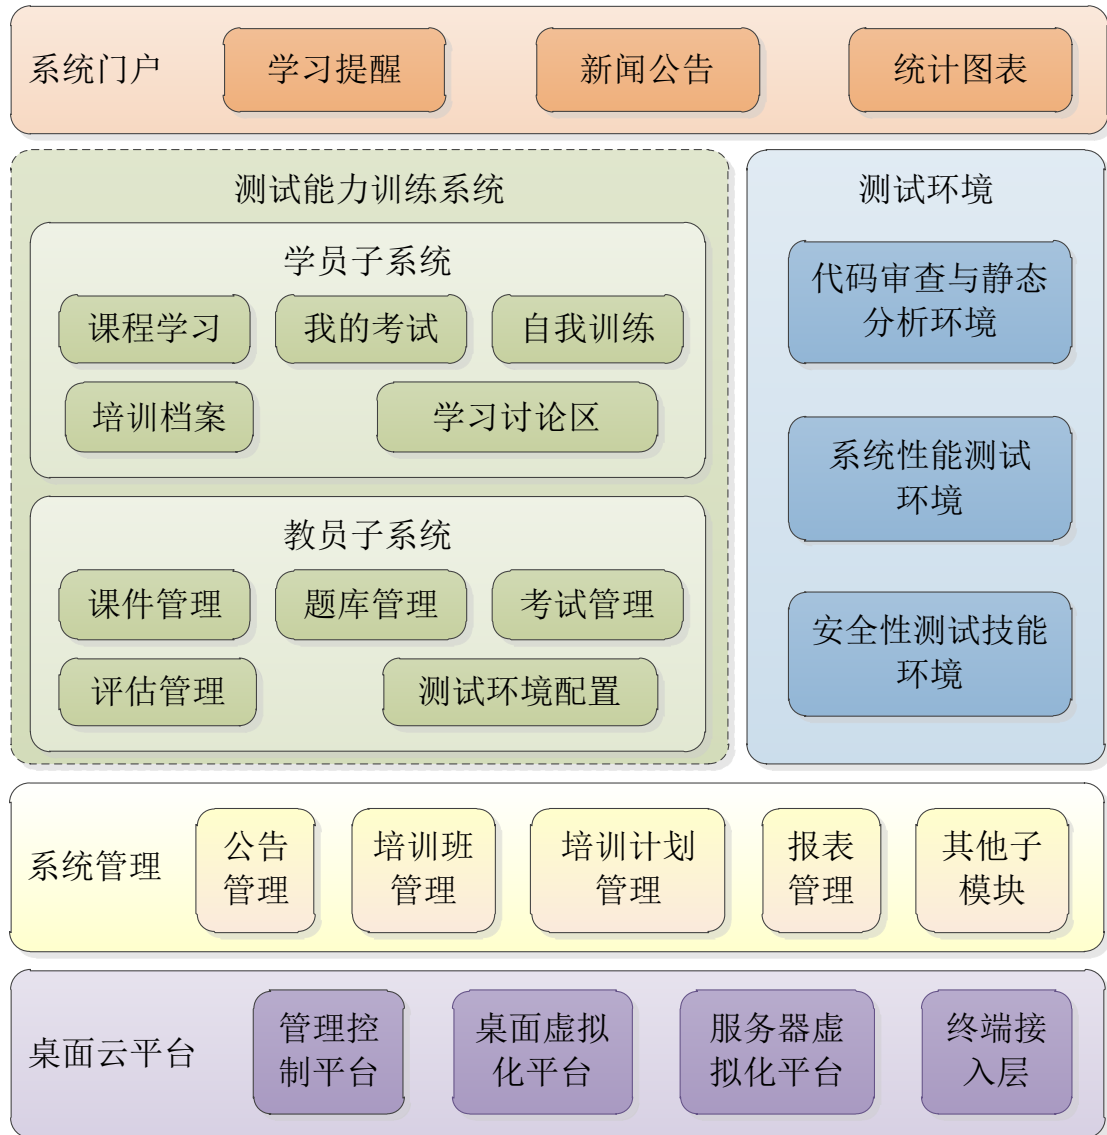 系统门户
学习提醒
新闻公告
统计图表
测试能力训练系统
学员子系统
课程学习
我的考试
自我训练
培训档案
学习讨论区
教员子系统
课件管理
题库管理
考试管理
评估管理
测试环境配置
测试环境
代码审查与静态
分析环境
系统性能测试
环境
安全性测试技能
环境
系统管理
公告
管理
培训班
管理
培训计划
管理
报表
管理
其他子
模块
桌面云平台
管理控
制平台
桌面虚拟
化平台
服务器虚
拟化平台
终端接
入层